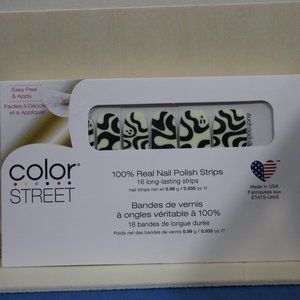 Easy Peel
& Apply
Faciles à Décoller
et à Appliquer
color
STREET
100% Real Nail Polish Strips
16 long-lasting strips
nail strips net wt 0.99 g / 0.035 oz ℮
Bandes de vernis
à ongles véritable à 100%
16 bandes de longue durée
Poids net des bandes de vernis 0.99 g / 0.035 oz ℮
Made in USA
Fabriquées aux
ÉTATS-UNIS